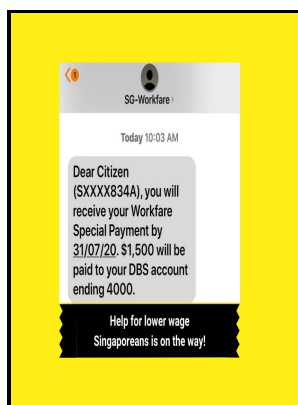 1
SG-Workfare
Today 10:03 AM
Dear Citizen
(SXXXX834A), you will
receive your Workfare
Special Payment by
31/07/20. $1,500 will be
paid to your DBS account
ending 4000.
Help for lower wage
Singaporeans is on the way!